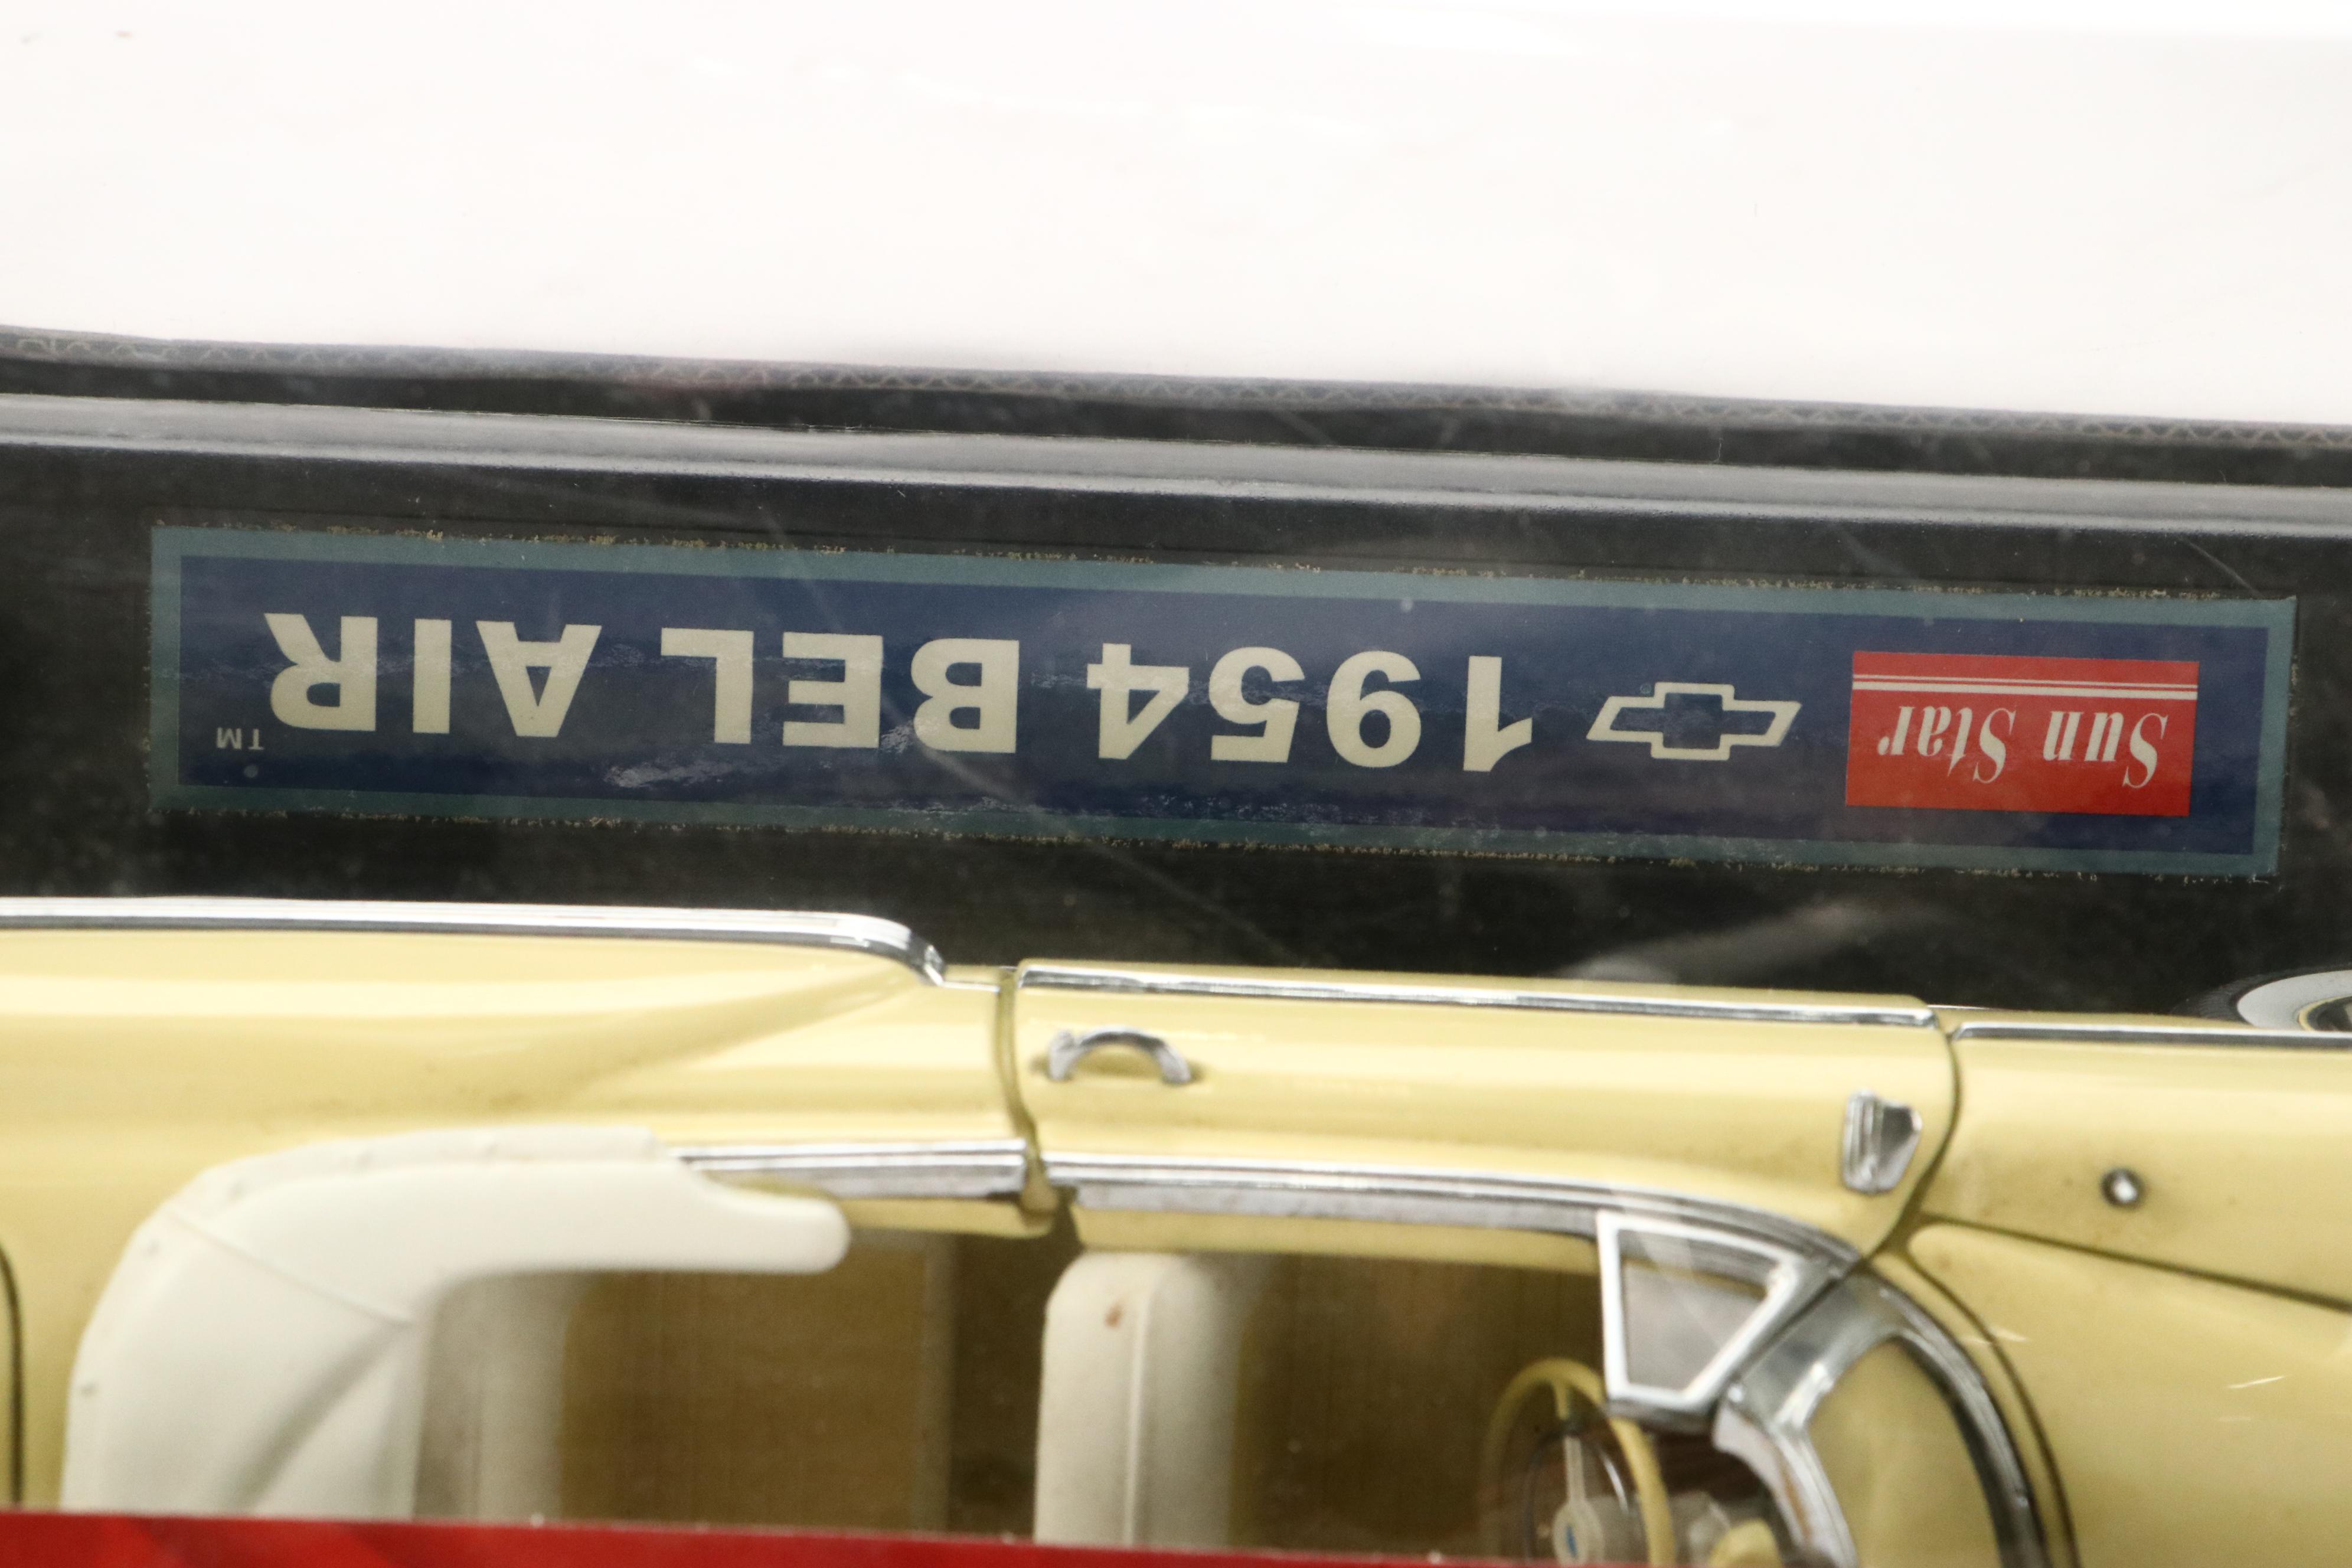 Sun Star 1954 BEL AIR ™